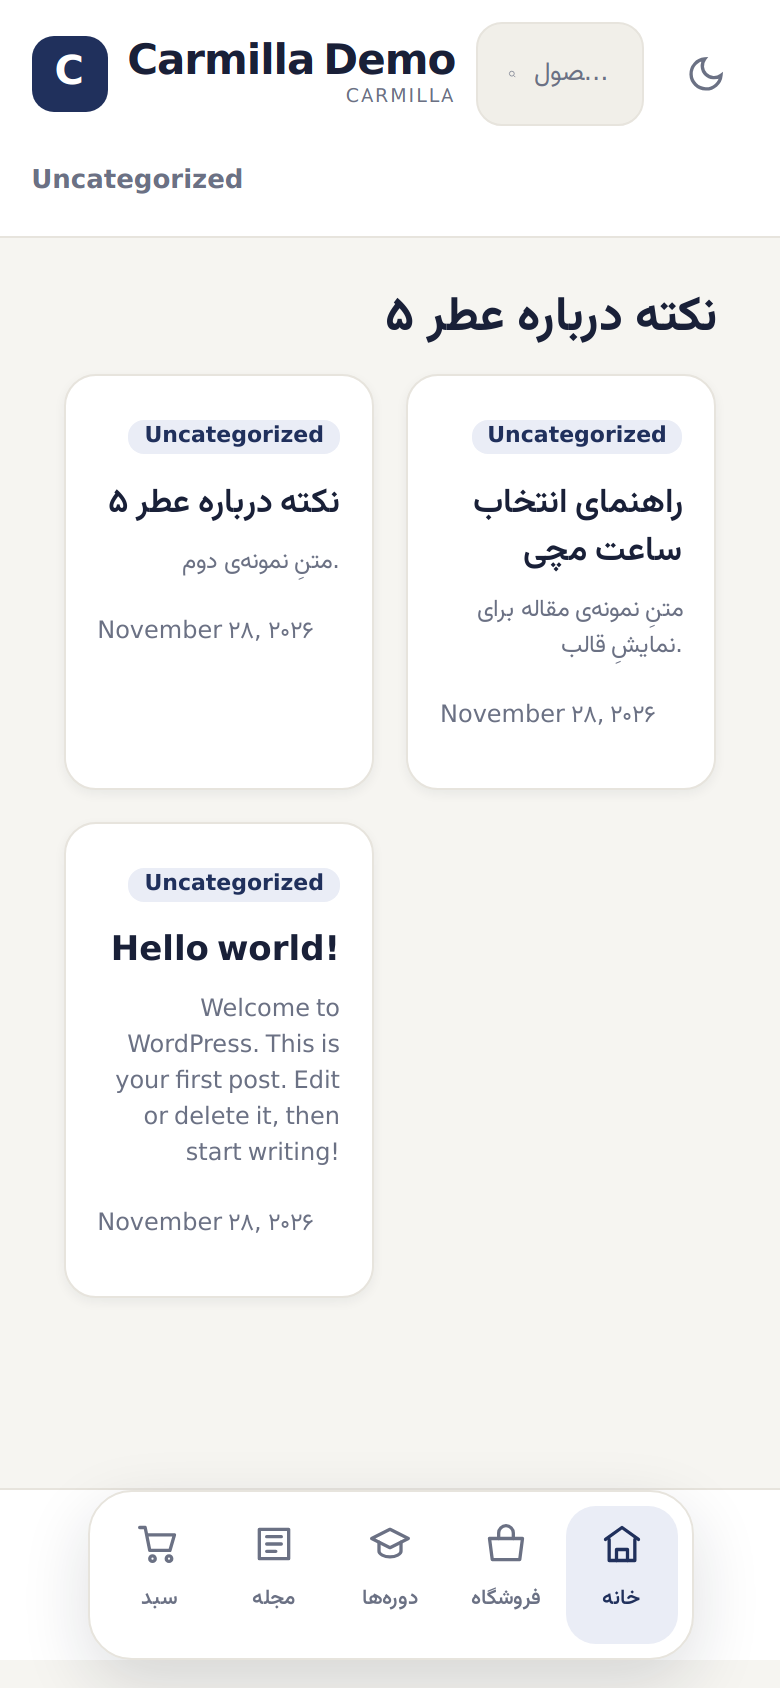 C
Carmilla Demo
CARMILLA
صول...
Uncategorized
نکته درباره عطر ۵
Uncategorized
راهنمای انتخاب
ساعت مچی
متنِ نمونه‌ی مقاله برای
نمایشِ قالب.
November ۲۸, ۲۰۲۶
Uncategorized
نکته درباره عطر ۵
متنِ نمونه‌ی دوم.
November ۲۸, ۲۰۲۶
Uncategorized
Hello world!
Welcome to
WordPress. This is
your first post. Edit
or delete it, then
start writing!
November ۲۸, ۲۰۲۶
خانه
فروشگاه
دوره‌ها
مجله
سبد